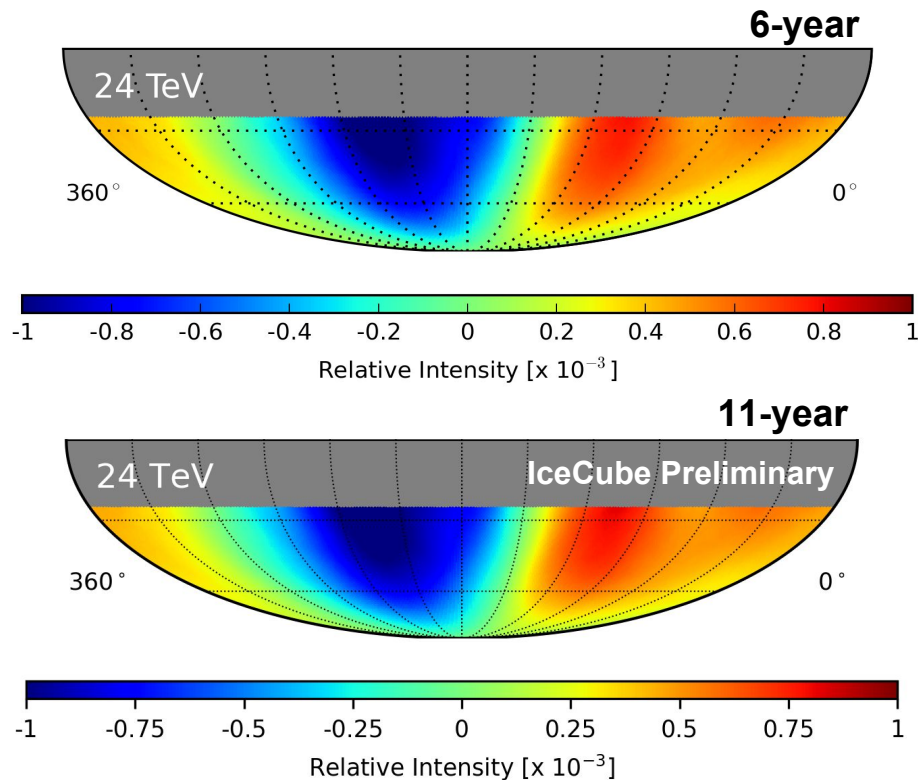 6-year
24 TeV
360° 0°
-1 -0.8 -0.6 -0.4 -0.2 0 0.2 0.4 0.6 0.8 1
Relative Intensity [x 10⁻³]
11-year
24 TeV IceCube Preliminary
360° 0°
-1 -0.75 -0.5 -0.25 0 0.25 0.5 0.75 1
Relative Intensity [x 10⁻³]